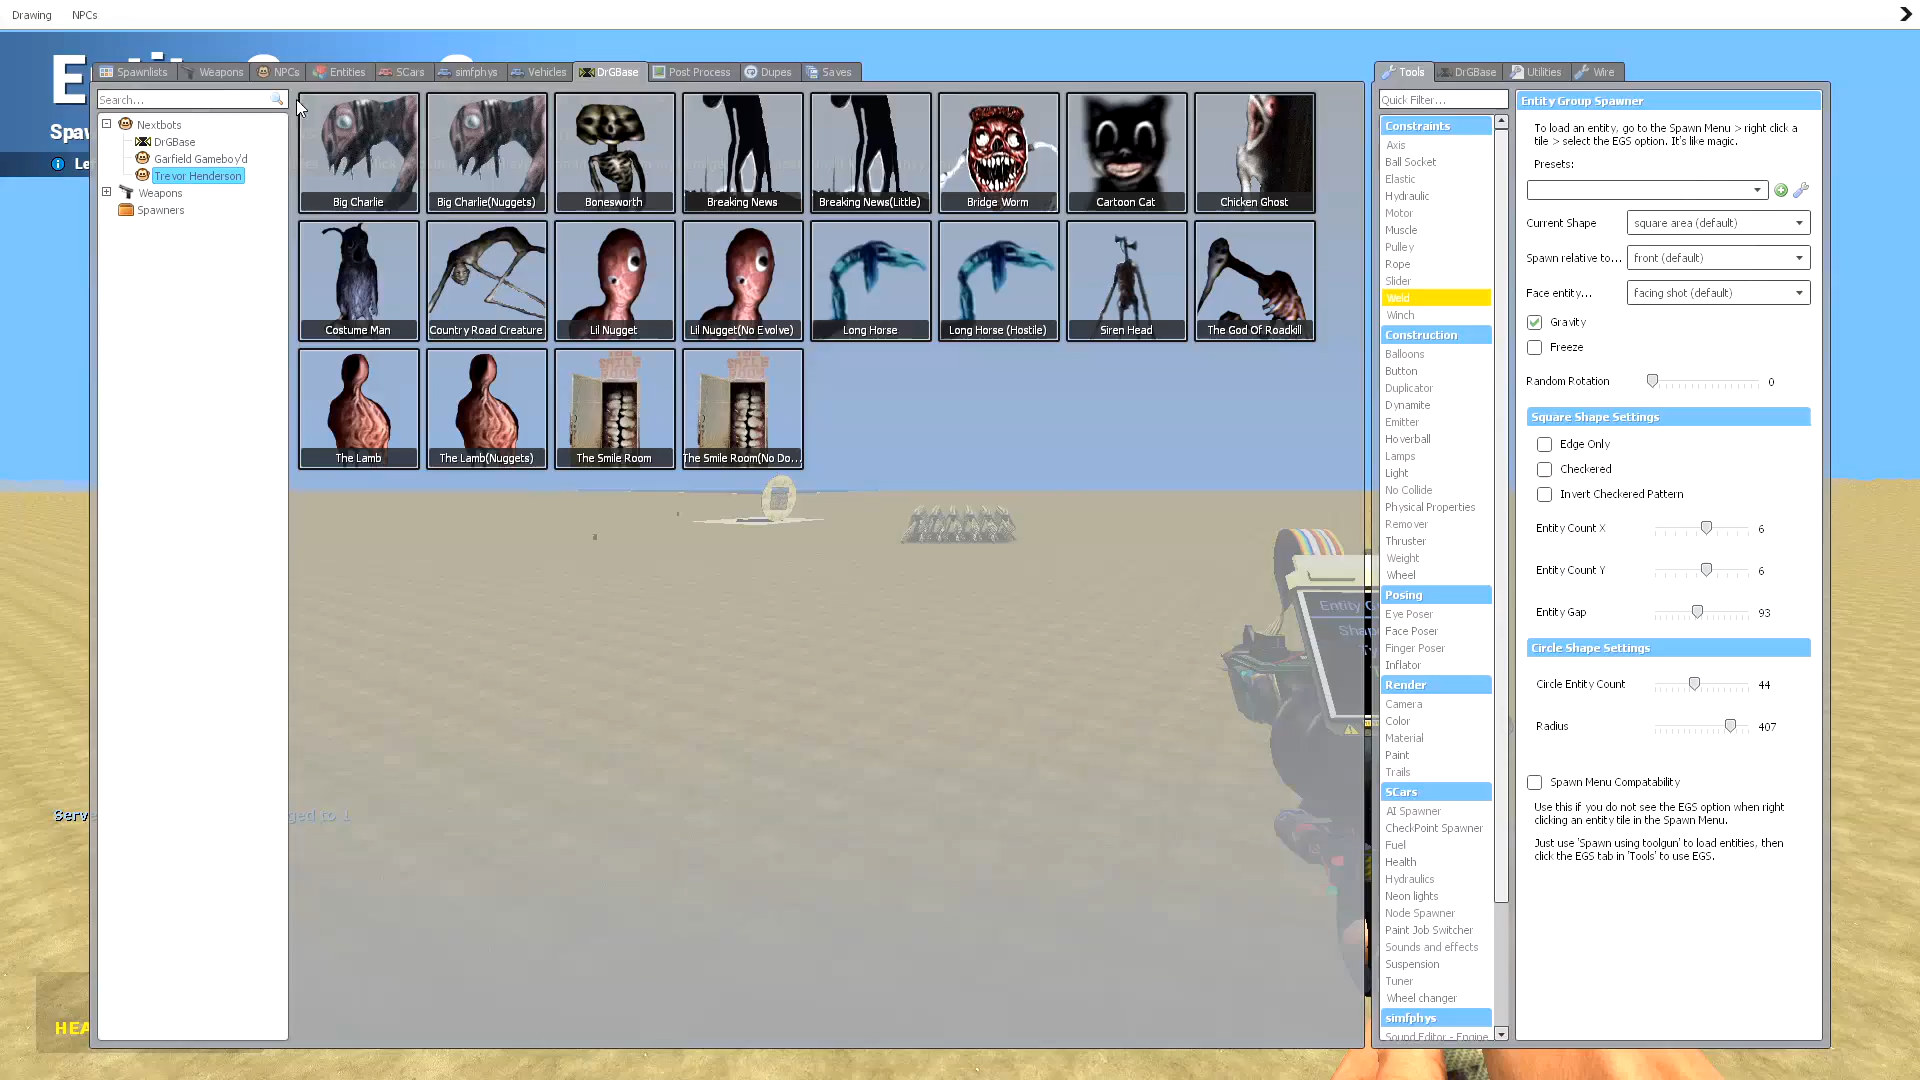 Drawing NPCs
Spawnlists Weapons NPCs Entities SCars simfphys Vehicles DrGBase Post Process Dupes Saves
Search...
Nextbots
DrGBase
Garfield Gameboy'd
Trevor Henderson
Weapons
Spawners
Big Charlie
Big Charlie(Nuggets)
Bonesworth
Breaking News
Breaking News(Little)
Bridge Worm
Cartoon Cat
Chicken Ghost
Costume Man
Country Road Creature
Lil Nugget
Lil Nugget(No Evolve)
Long Horse
Long Horse (Hostile)
Siren Head
The God Of Roadkill
The Lamb
The Lamb(Nuggets)
The Smile Room
The Smile Room(No Do...
Tools DrGBase Utilities Wire
Quick Filter...
Constraints
Axis
Ball Socket
Elastic
Hydraulic
Motor
Muscle
Pulley
Rope
Slider
Weld
Winch
Construction
Balloons
Button
Duplicator
Dynamite
Emitter
Hoverball
Lamps
Light
No Collide
Physical Properties
Remover
Thruster
Weight
Wheel
Posing
Eye Poser
Face Poser
Finger Poser
Inflator
Render
Camera
Color
Material
Paint
Trails
SCars
AI Spawner
CheckPoint Spawner
Fuel
Health
Hydraulics
Neon lights
Node Spawner
Paint Job Switcher
Sounds and effects
Suspension
Tuner
Wheel changer
simfphys
Sound Editor - Engine
Entity Group Spawner
To load an entity, go to the Spawn Menu > right click a
tile > select the EGS option. It's like magic.
Presets:
Current Shape square area (default)
Spawn relative to... front (default)
Face entity... facing shot (default)
Gravity
Freeze
Random Rotation 0
Square Shape Settings
Edge Only
Checkered
Invert Checkered Pattern
Entity Count X 6
Entity Count Y 6
Entity Gap 93
Circle Shape Settings
Circle Entity Count 44
Radius 407
Spawn Menu Compatability
Use this if you do not see the EGS option when right
clicking an entity tile in the Spawn Menu.
Just use 'Spawn using toolgun' to load entities, then
click the EGS tab in 'Tools' to use EGS.
Spaw
Le
Serve
ged to 1
HEA
Entity G
Shap
Ty